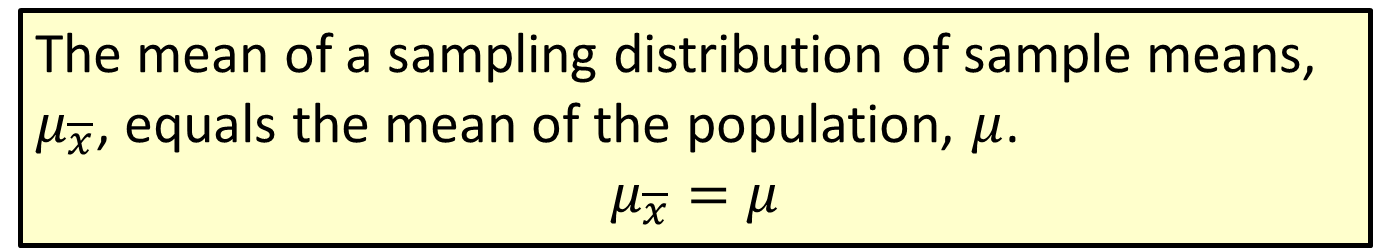 The mean of a sampling distribution of sample means,
μ_x̅, equals the mean of the population, μ.
μ_x̅ = μ